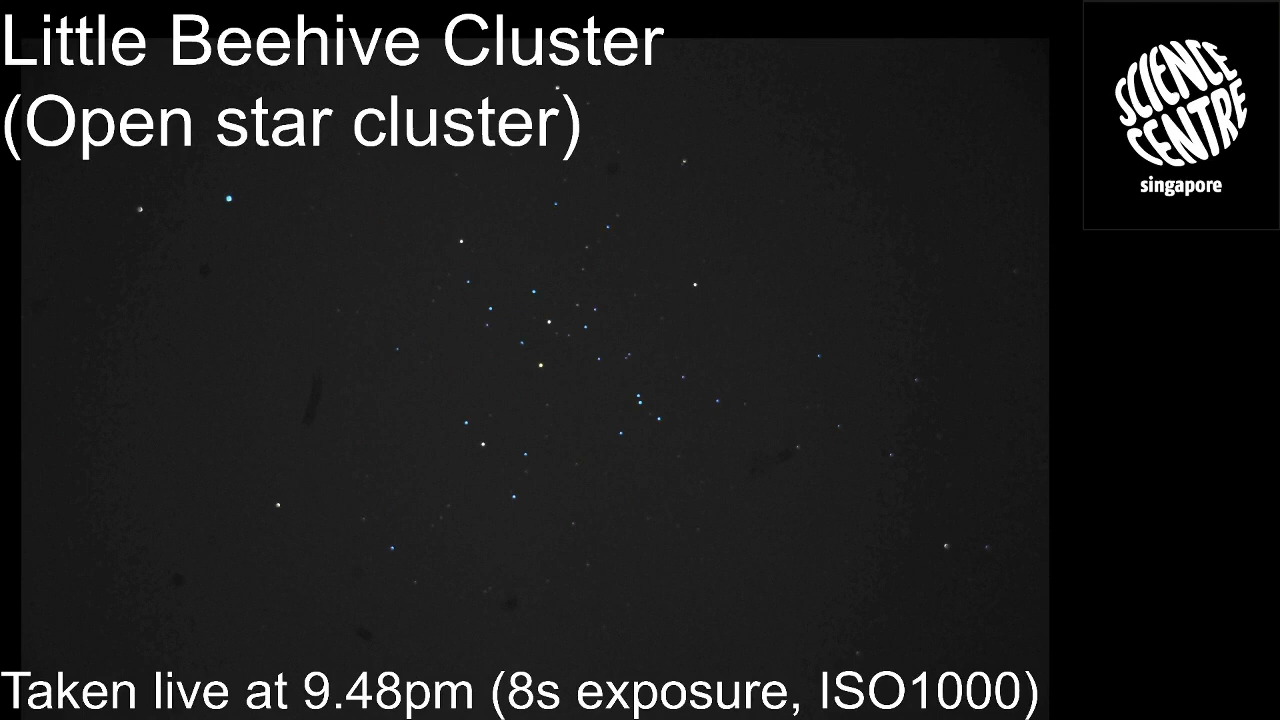 Little Beehive Cluster
(Open star cluster)
SCIENCE
CENTRE
singapore
Taken live at 9.48pm (8s exposure, ISO1000)